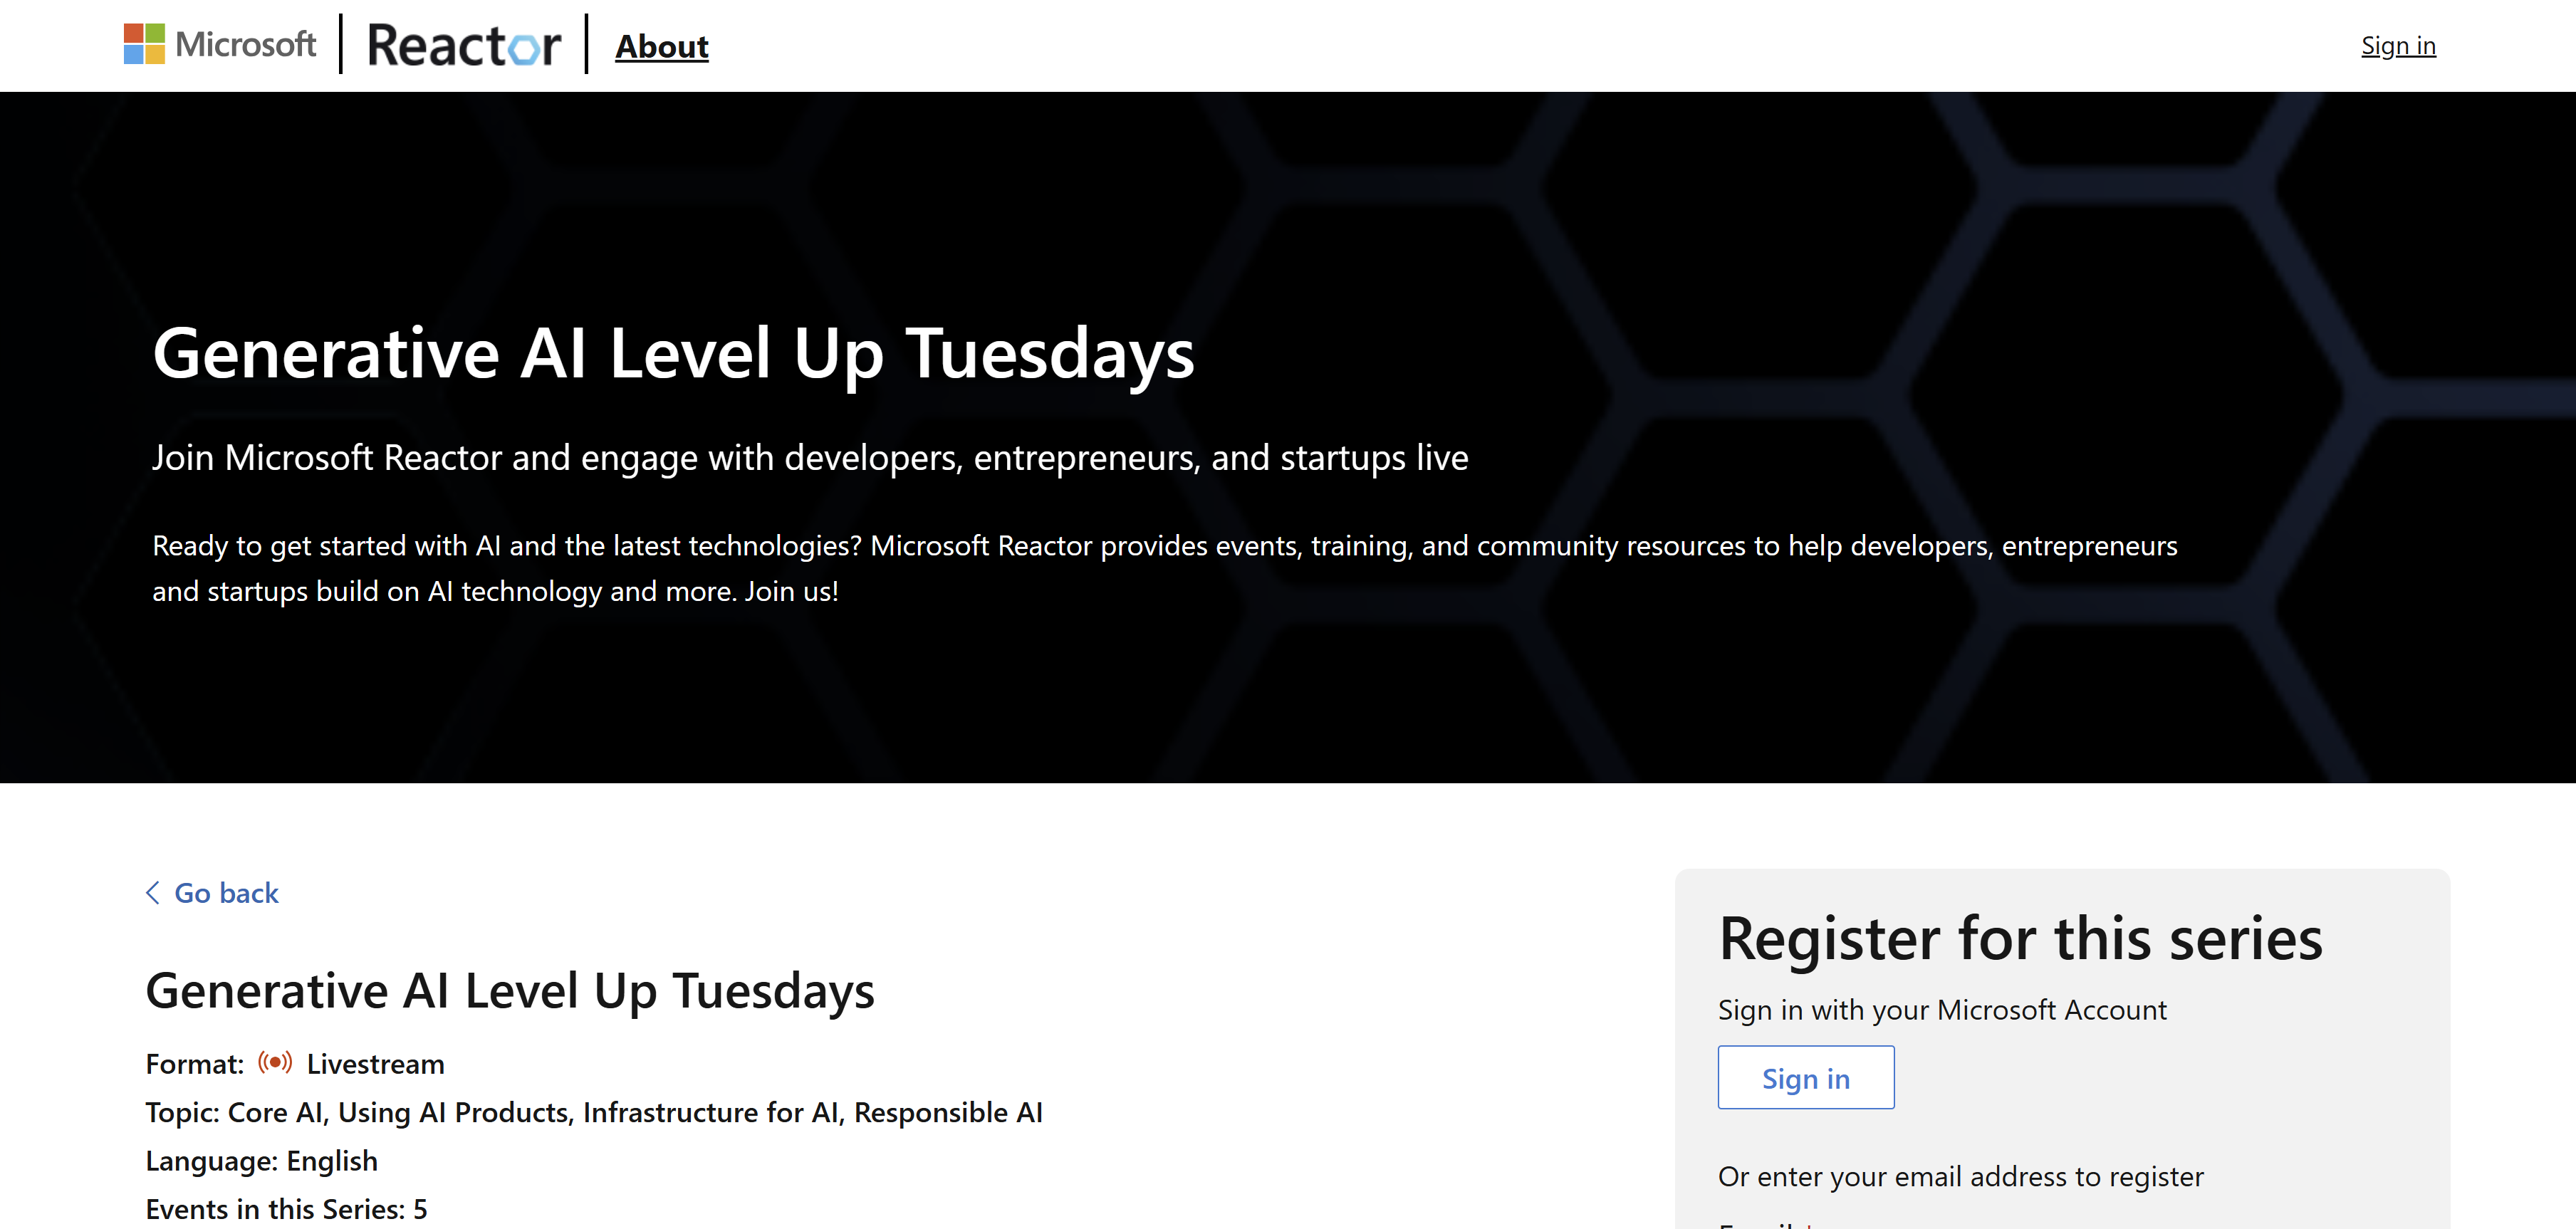 Microsoft | Reactor | About
Sign in
Generative AI Level Up Tuesdays
Join Microsoft Reactor and engage with developers, entrepreneurs, and startups live
Ready to get started with AI and the latest technologies? Microsoft Reactor provides events, training, and community resources to help developers, entrepreneurs
and startups build on AI technology and more. Join us!
Go back
Generative AI Level Up Tuesdays
Format: Livestream
Topic: Core AI, Using AI Products, Infrastructure for AI, Responsible AI
Language: English
Events in this Series: 5
Register for this series
Sign in with your Microsoft Account
Sign in
Or enter your email address to register